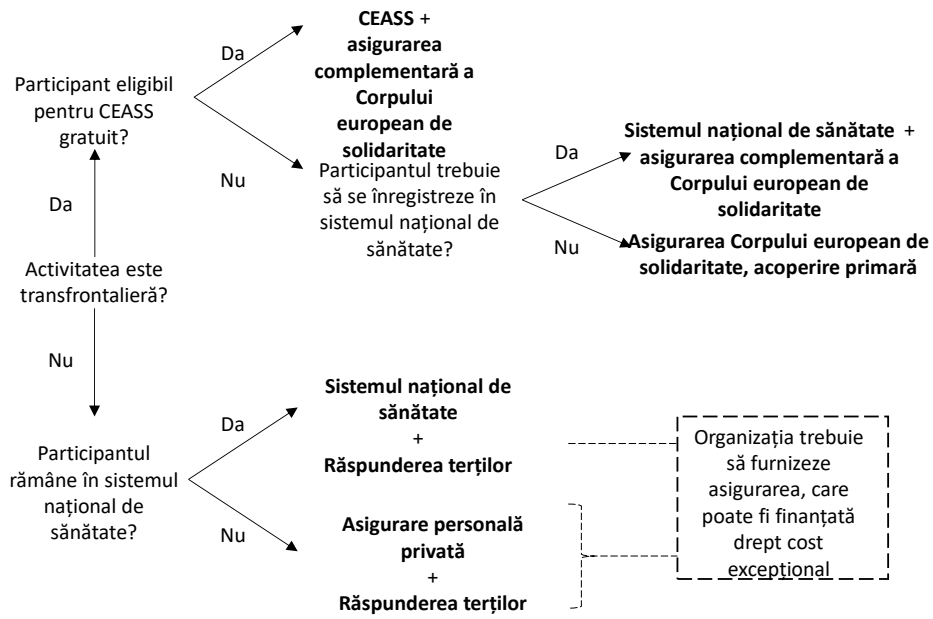 CEASS +
asigurarea
complementară a
Corpului
european de
solidaritate
Da
Participant eligibil
pentru CEASS
gratuit?
Nu
Participantul trebuie
să se înregistreze în
sistemul național de
sănătate?
Da
Sistemul național de sănătate +
asigurarea complementară a
Corpului european de
solidaritate
Nu
Asigurarea Corpului european de
solidaritate, acoperire primară
Da
Activitatea este
transfrontalieră?
Nu
Participantul
rămâne în sistemul
național de
sănătate?
Da
Sistemul național de
sănătate
+
Răspunderea terților
Nu
Asigurare personală
privată
+
Răspunderea terților
Organizația trebuie
să furnizeze
asigurarea, care
poate fi finanțată
drept cost
excepțional